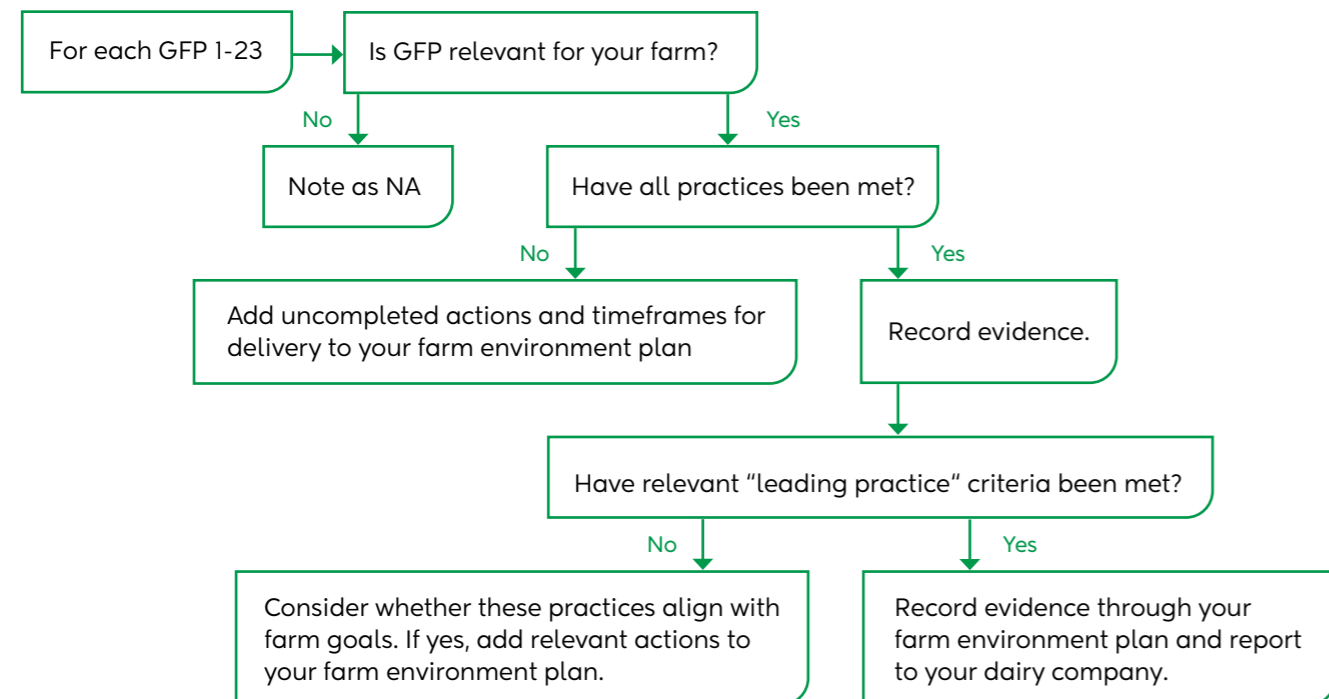 For each GFP 1-23
Is GFP relevant for your farm?
No
Yes
Note as NA
Have all practices been met?
No
Yes
Add uncompleted actions and timeframes for
delivery to your farm environment plan
Record evidence.
Have relevant “leading practice“ criteria been met?
No
Yes
Consider whether these practices align with
farm goals. If yes, add relevant actions to
your farm environment plan.
Record evidence through your
farm environment plan and report
to your dairy company.